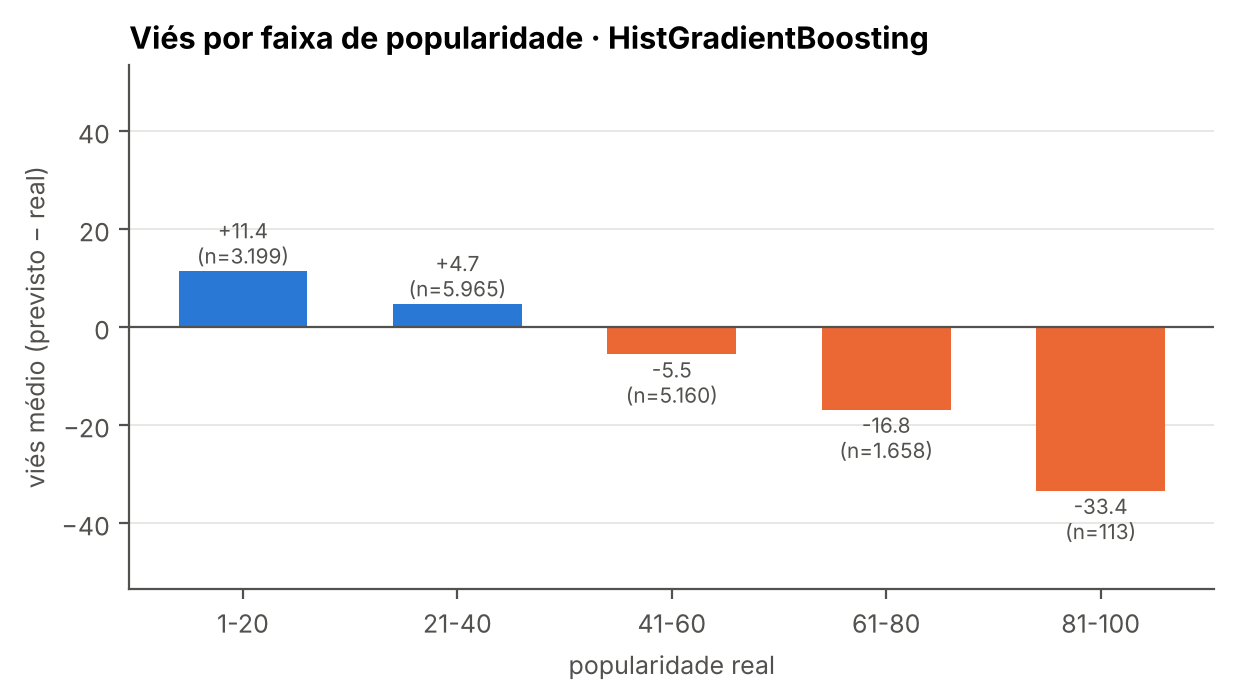 Viés por faixa de popularidade · HistGradientBoosting
viés médio (previsto − real)
40
20
0
−20
−40
+11.4
(n=3.199)
+4.7
(n=5.965)
-5.5
(n=5.160)
-16.8
(n=1.658)
-33.4
(n=113)
1-20
21-40
41-60
61-80
81-100
popularidade real